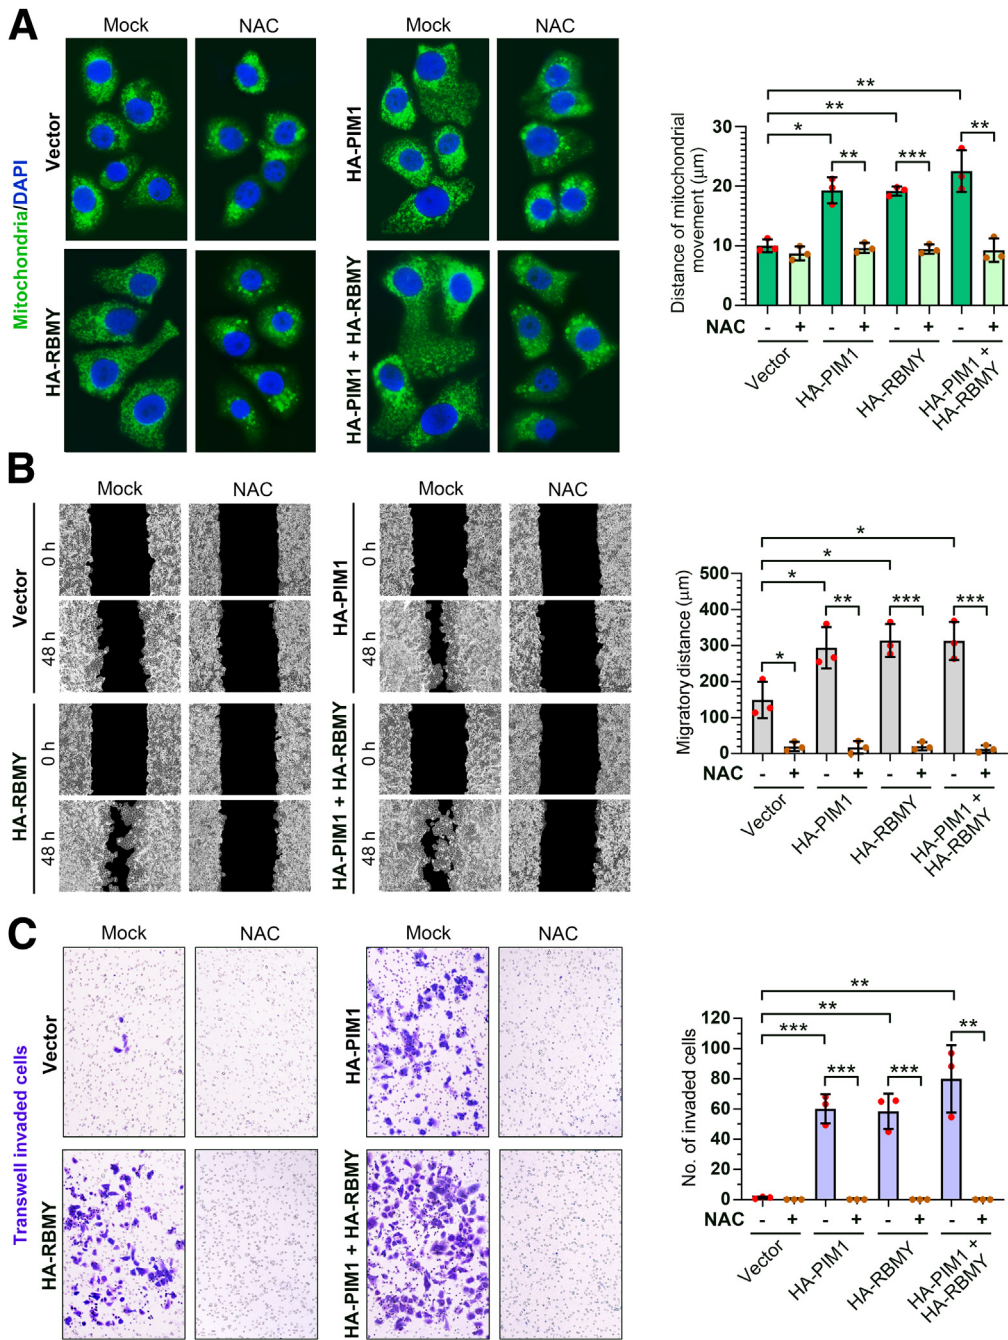 A
Mock
NAC
Mock
NAC
Mitochondria/DAPI
Vector
HA-PIM1
HA-RBMY
HA-PIM1 + HA-RBMY
Distance of mitochondrial
movement (μm)
30
20
10
0
**
**
*
**
***
**
NAC
- + - + - + - +
Vector
HA-PIM1
HA-RBMY
HA-PIM1 +
HA-RBMY
B
Mock
NAC
Mock
NAC
Vector
0 h
48 h
HA-PIM1
0 h
48 h
HA-RBMY
0 h
48 h
HA-PIM1 + HA-RBMY
0 h
48 h
Migratory distance (μm)
500
400
300
200
100
0
*
*
*
*
**
***
***
NAC
- + - + - + - +
Vector
HA-PIM1
HA-RBMY
HA-PIM1 +
HA-RBMY
C
Mock
NAC
Mock
NAC
Transwell invaded cells
Vector
HA-PIM1
HA-RBMY
HA-PIM1 + HA-RBMY
No. of invaded cells
120
100
80
60
40
20
0
**
**
***
***
***
**
NAC
- + - + - + - +
Vector
HA-PIM1
HA-RBMY
HA-PIM1 +
HA-RBMY